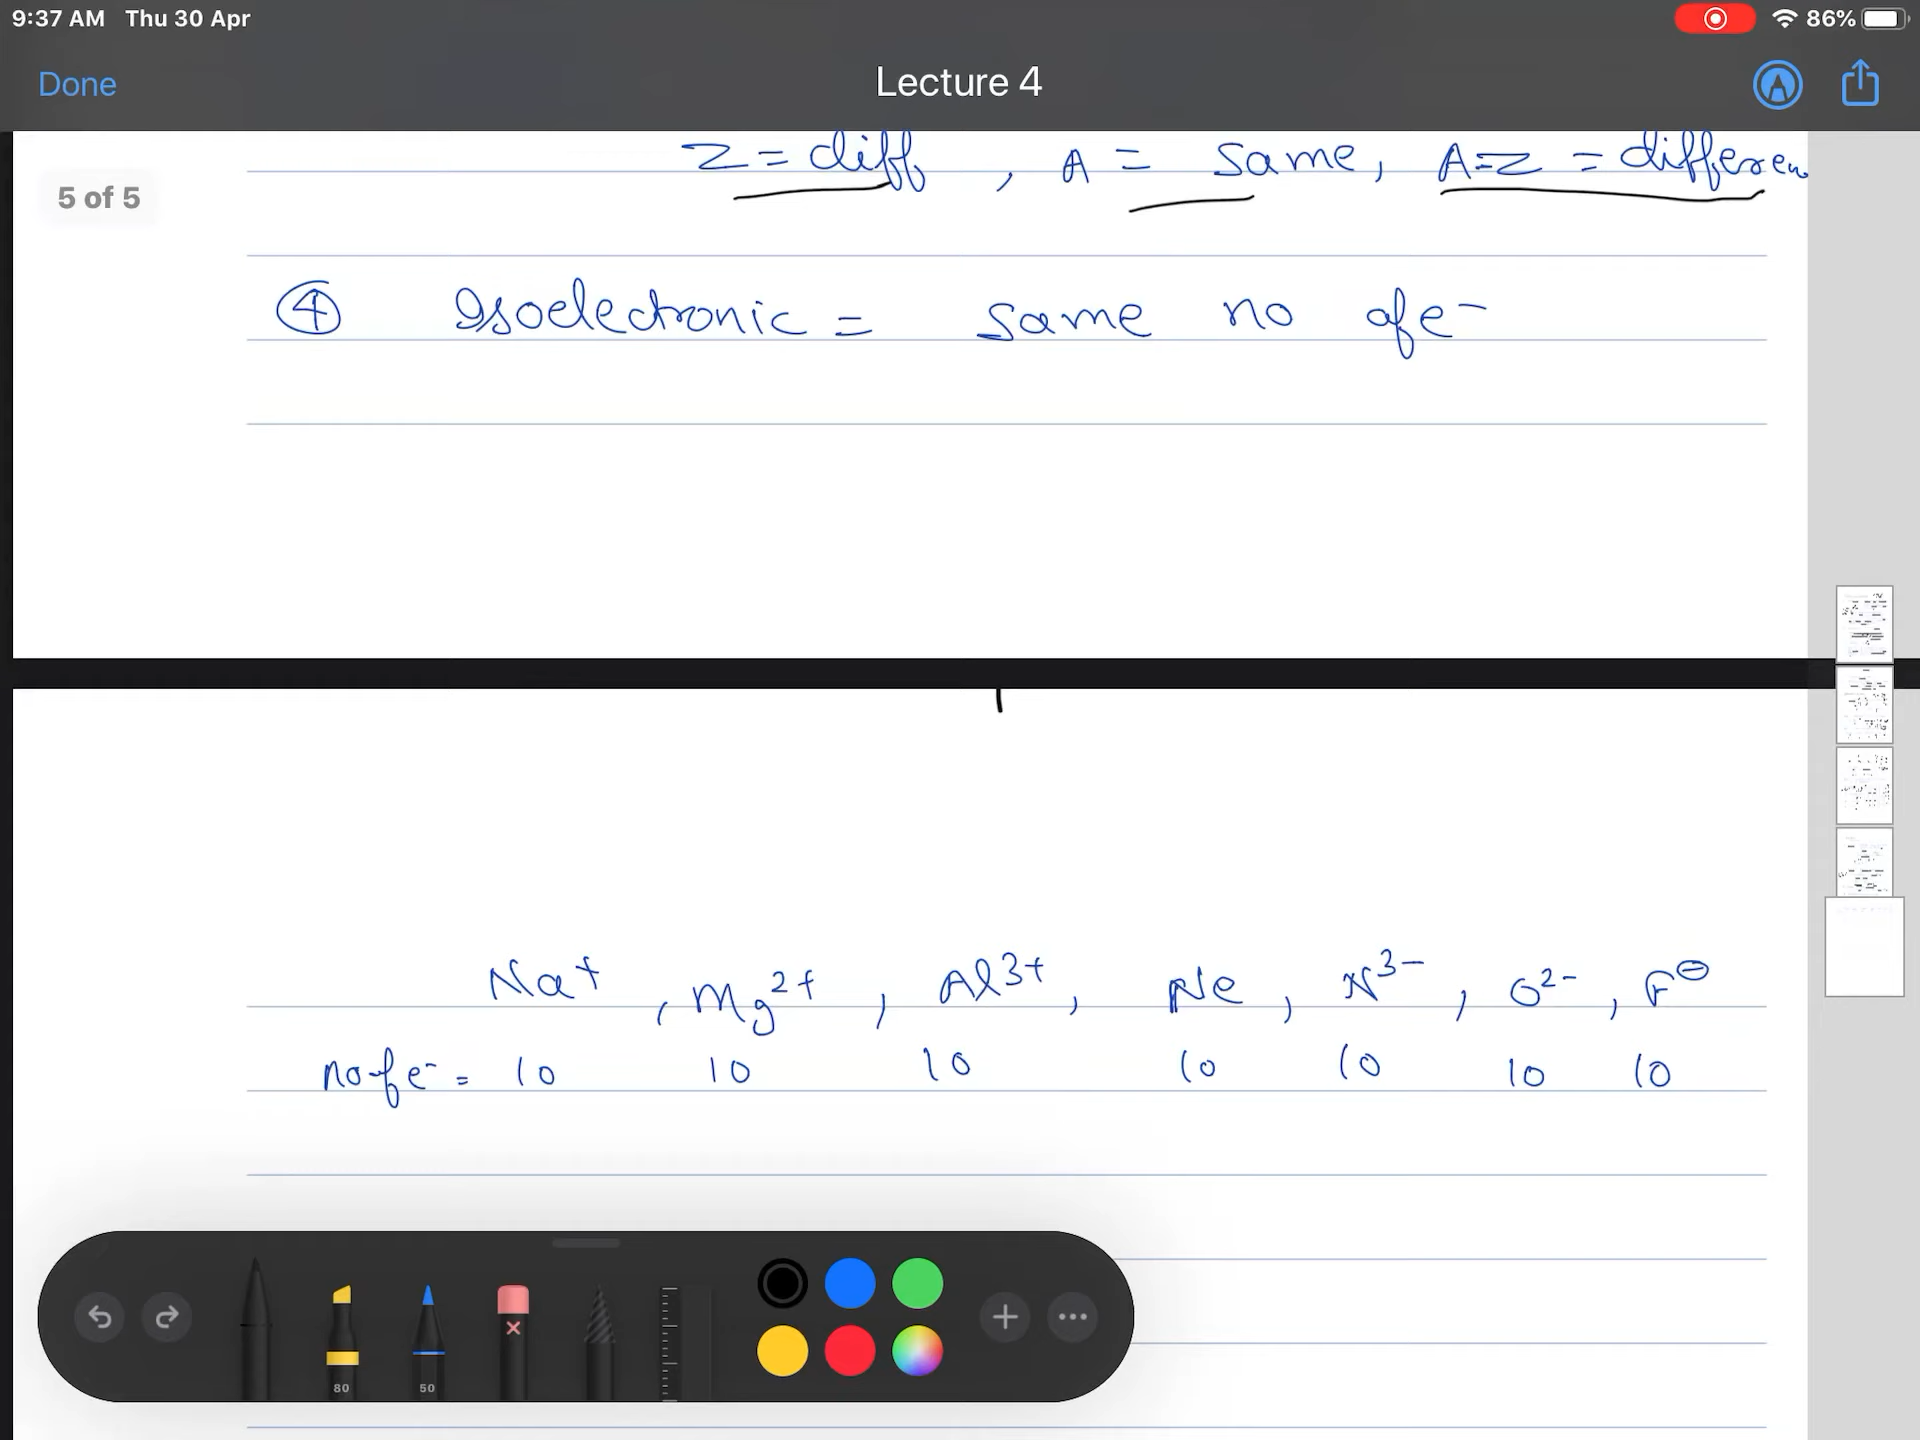 9:37 AM Thu 30 Apr 86%
Done Lecture 4
5 of 5
Z = diff , A = same, A-Z = differen
④ Isoelectronic = same no of e⁻
Na⁺ , Mg²⁺ , Al³⁺ , Ne , N³⁻ , O²⁻ , F⊖
no of e⁻ = 10 10 10 10 10 10 10
80 50